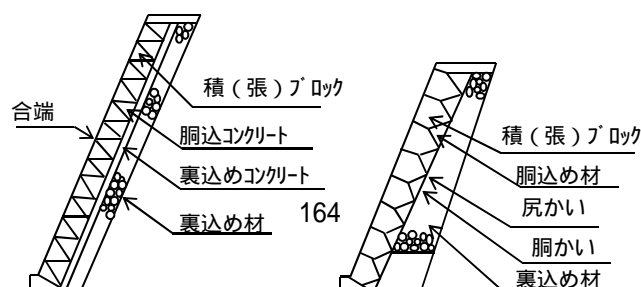 合端
積（張）ﾌﾞﾛｯｸ
胴込ｺﾝｸﾘｰﾄ
裏込めｺﾝｸﾘｰﾄ
裏込め材
164
積（張）ﾌﾞﾛｯｸ
胴込め材
尻かい
胴かい
裏込め材